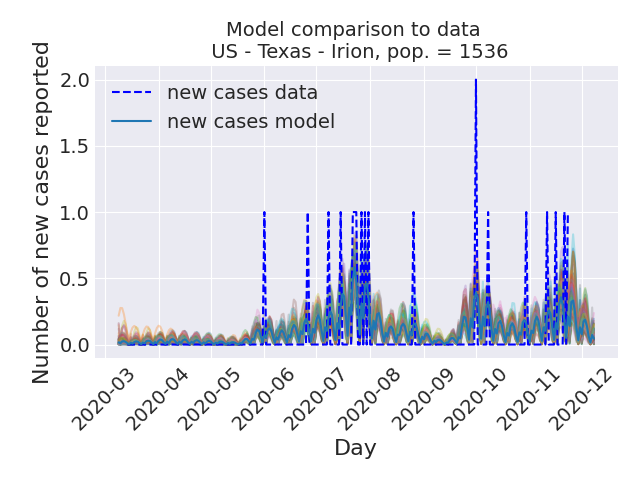 Model comparison to data
US - Texas - Irion, pop. = 1536
Number of new cases reported
2.0
1.5
1.0
0.5
0.0
new cases data
new cases model
2020-03
2020-04
2020-05
2020-06
2020-07
2020-08
2020-09
2020-10
2020-11
2020-12
Day